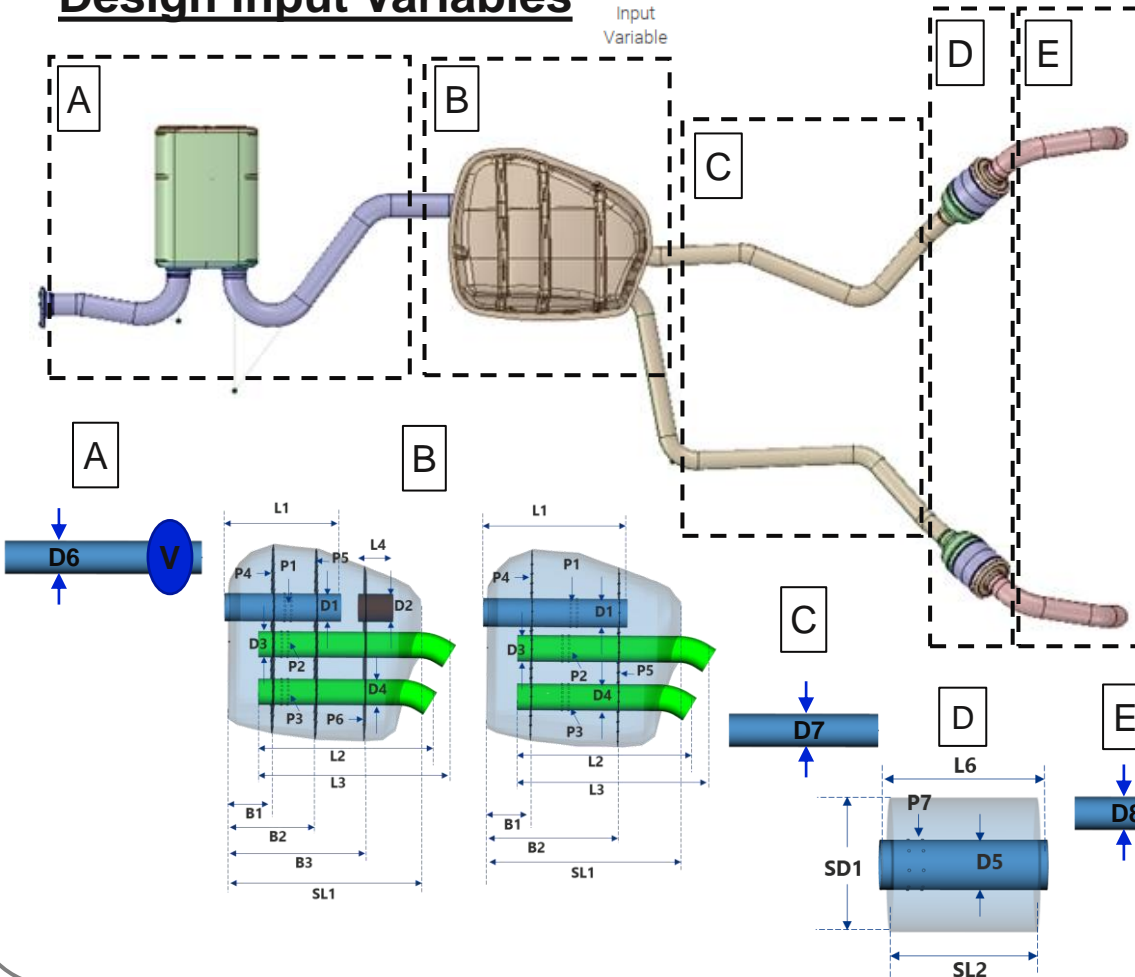 Design Input Variables
Input
Variable
A
B
C
D
E
A
B
D6
V
L1
L4
P4
P1
P5
D1
D2
D3
P2
D4
P3
P6
L2
L3
B1
B2
B3
SL1
L1
P4
P1
D1
D3
P2
P5
D4
P3
L2
L3
B1
B2
SL1
C
D7
D
L6
P7
SD1
D5
SL2
E
D8